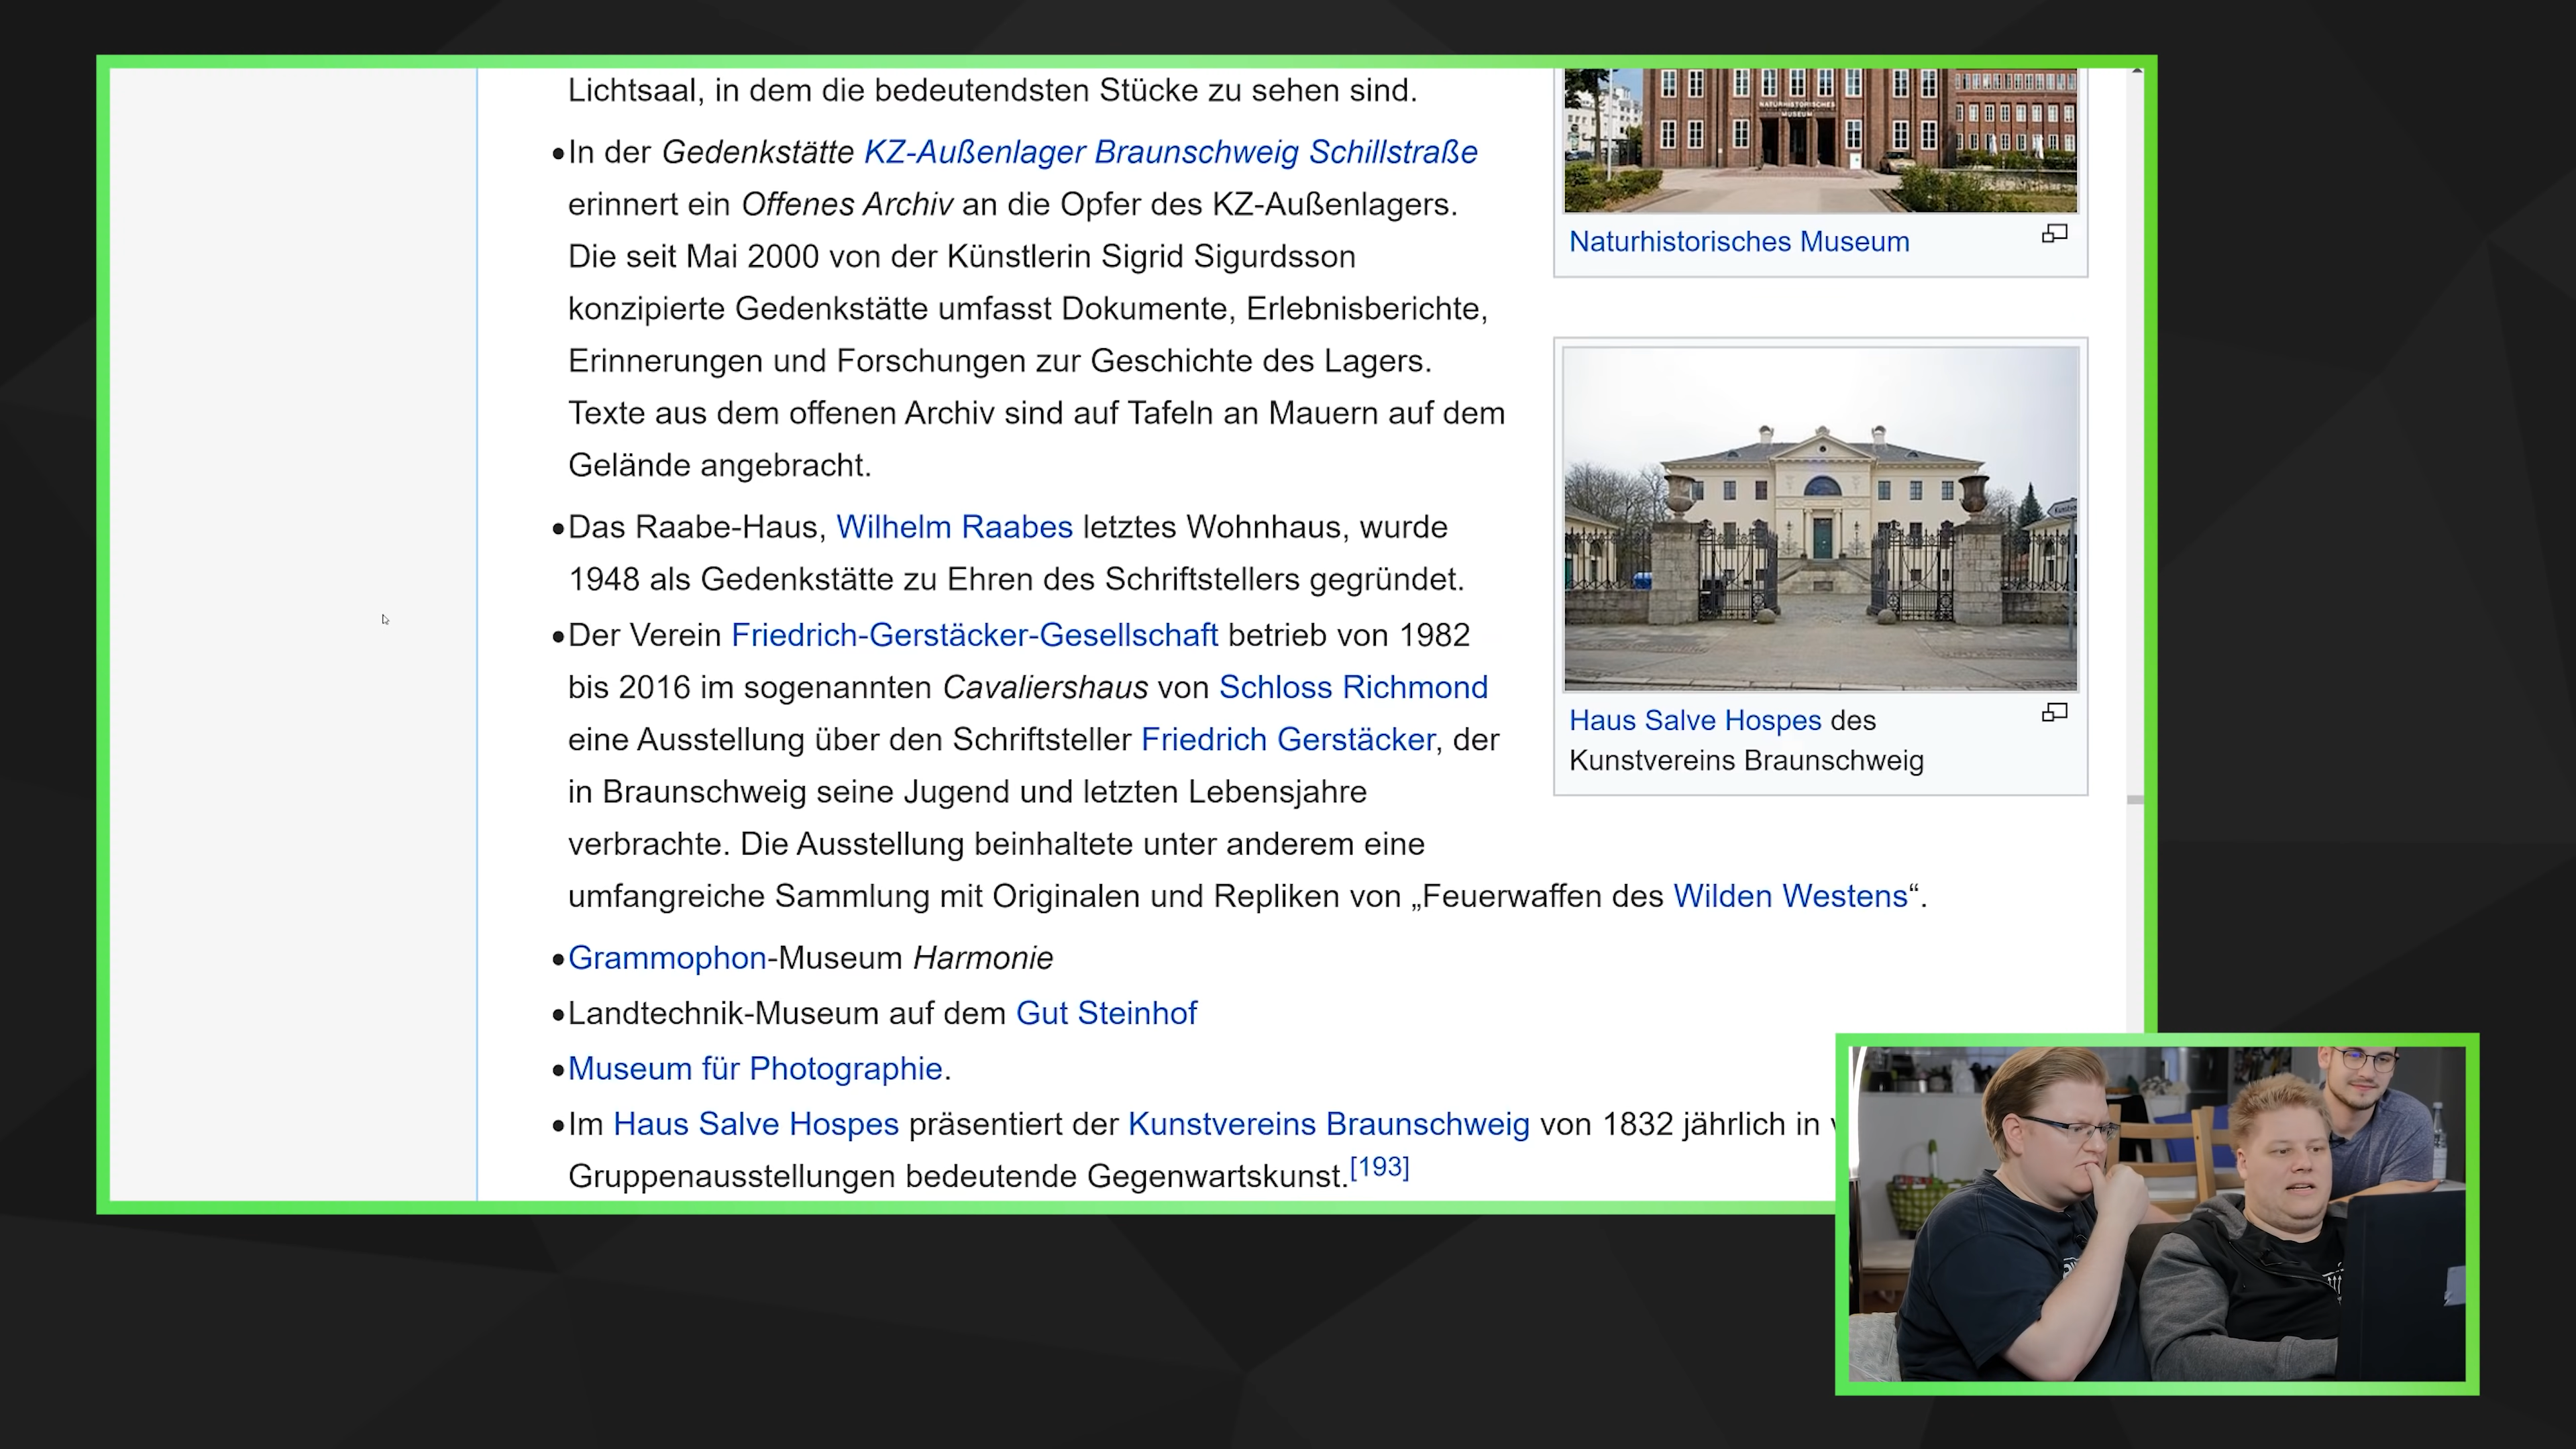 Lichtsaal, in dem die bedeutendsten Stücke zu sehen sind.
•In der Gedenkstätte KZ-Außenlager Braunschweig Schillstraße
erinnert ein Offenes Archiv an die Opfer des KZ-Außenlagers.
Die seit Mai 2000 von der Künstlerin Sigrid Sigurdsson
konzipierte Gedenkstätte umfasst Dokumente, Erlebnisberichte,
Erinnerungen und Forschungen zur Geschichte des Lagers.
Texte aus dem offenen Archiv sind auf Tafeln an Mauern auf dem
Gelände angebracht.
•Das Raabe-Haus, Wilhelm Raabes letztes Wohnhaus, wurde
1948 als Gedenkstätte zu Ehren des Schriftstellers gegründet.
•Der Verein Friedrich-Gerstäcker-Gesellschaft betrieb von 1982
bis 2016 im sogenannten Cavaliershaus von Schloss Richmond
eine Ausstellung über den Schriftsteller Friedrich Gerstäcker, der
in Braunschweig seine Jugend und letzten Lebensjahre
verbrachte. Die Ausstellung beinhaltete unter anderem eine
umfangreiche Sammlung mit Originalen und Repliken von „Feuerwaffen des Wilden Westens“.
•Grammophon-Museum Harmonie
•Landtechnik-Museum auf dem Gut Steinhof
•Museum für Photographie.
•Im Haus Salve Hospes präsentiert der Kunstvereins Braunschweig von 1832 jährlich in
Gruppenausstellungen bedeutende Gegenwartskunst.[193]
NATURHISTORISCHES
MUSEUM
Naturhistorisches Museum
Haus Salve Hospes des
Kunstvereins Braunschweig